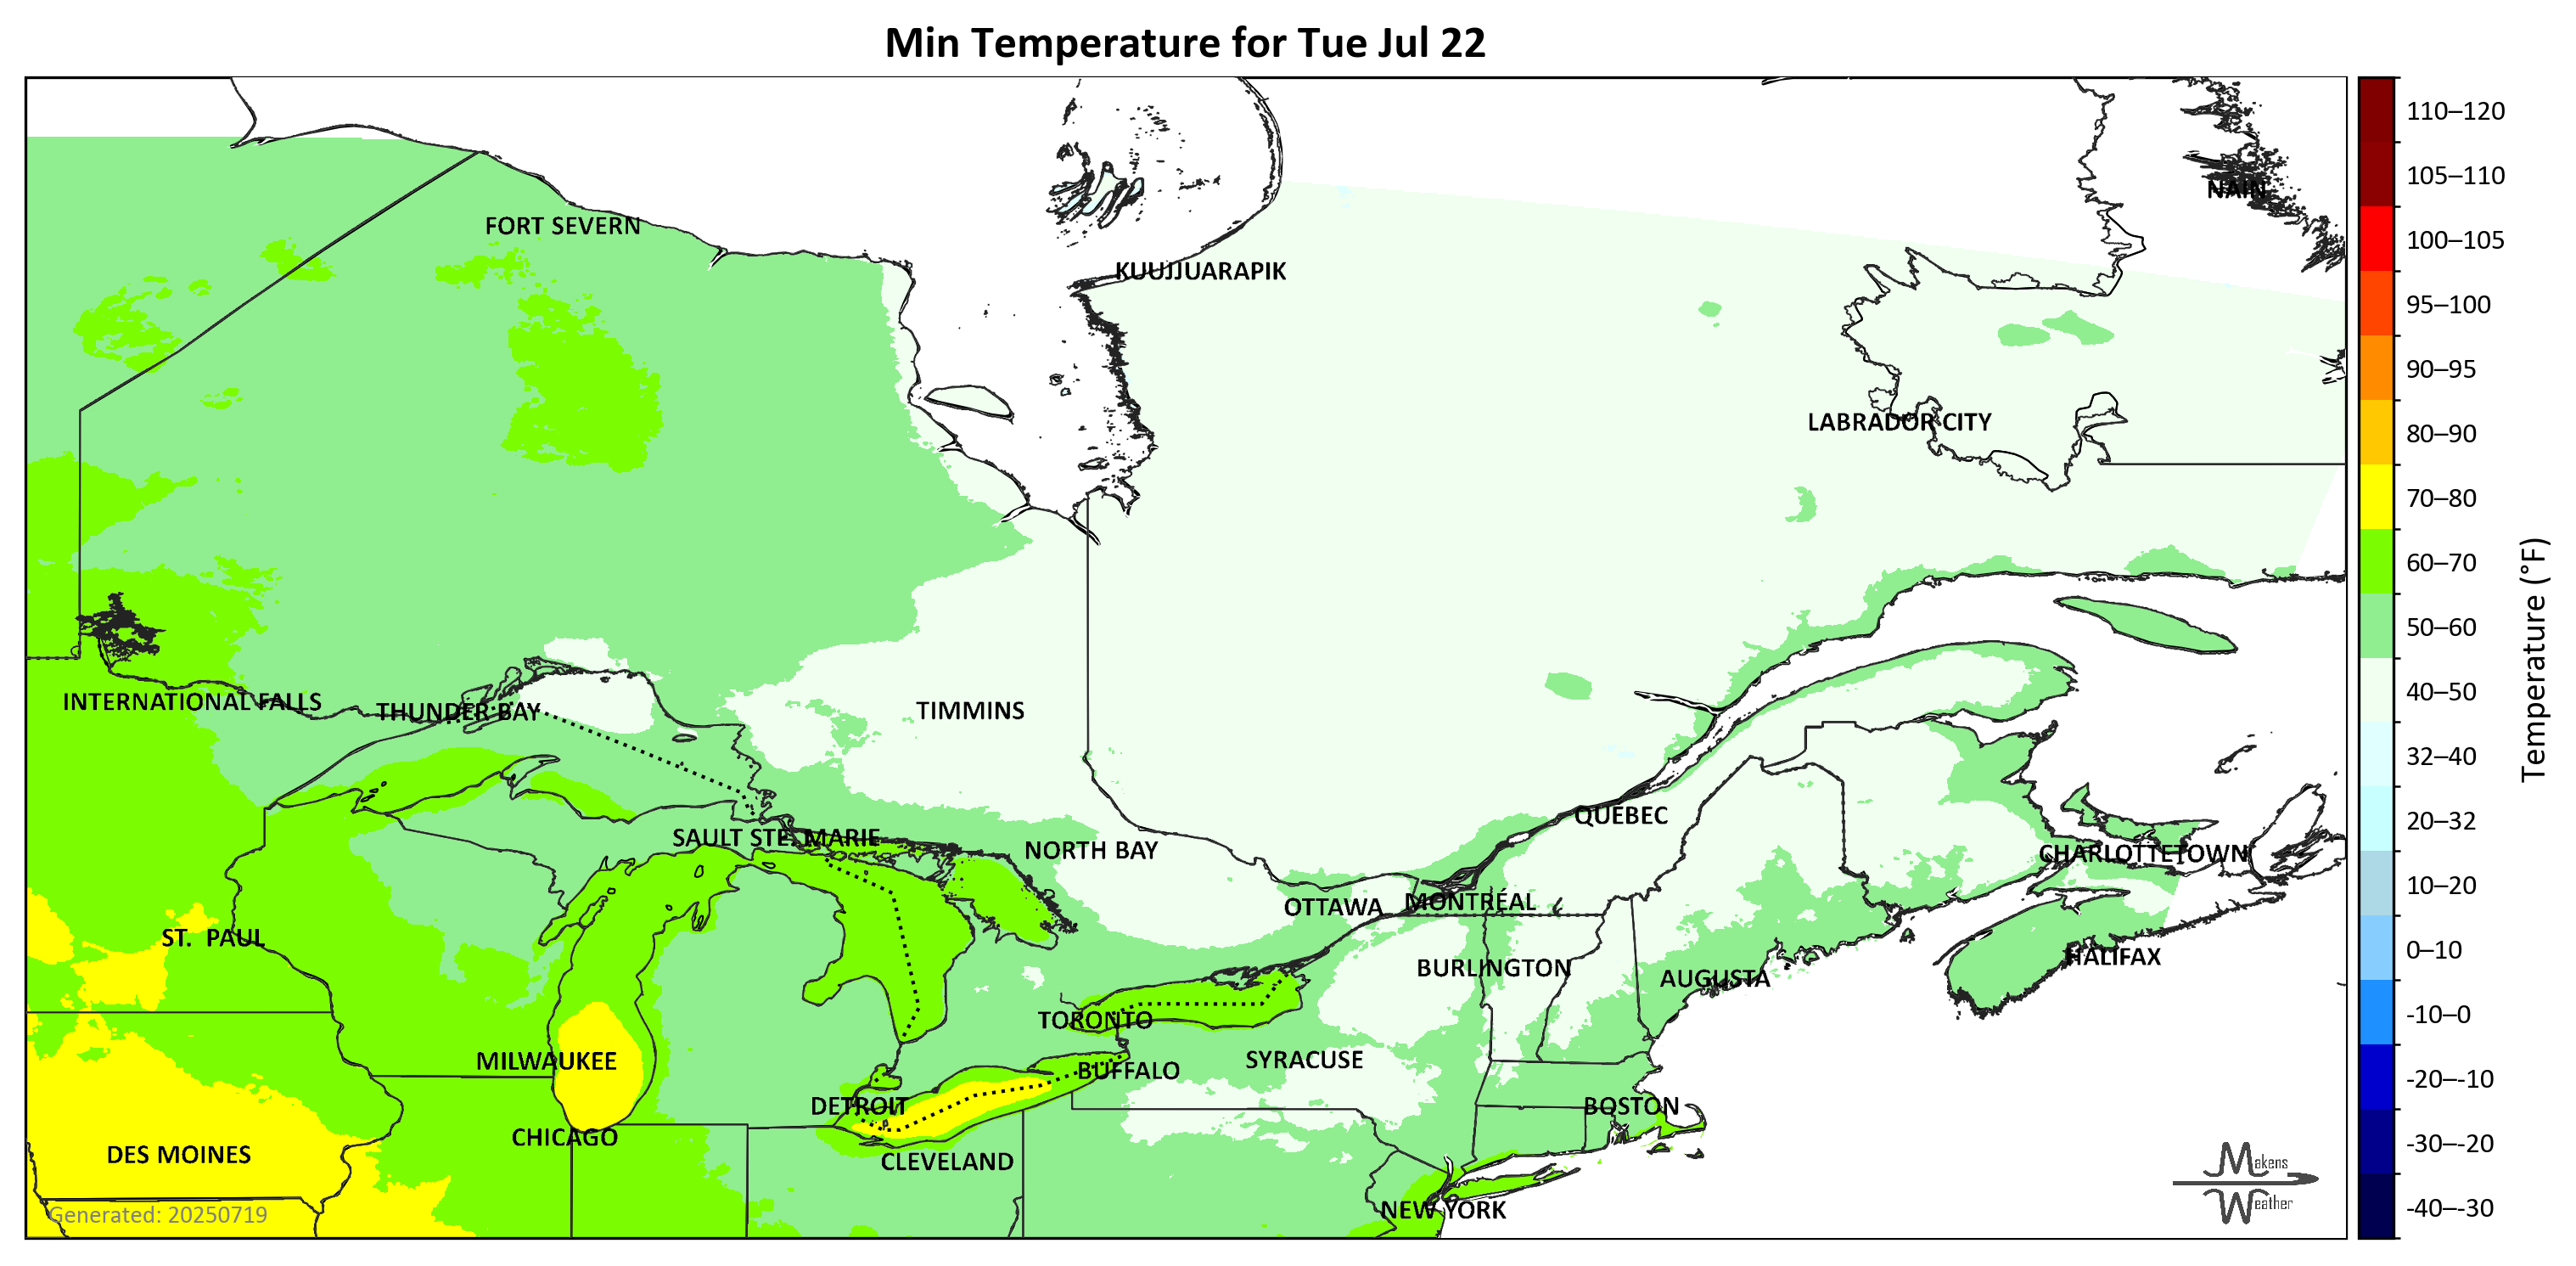 Min Temperature for Tue Jul 22
110–120
105–110
100–105
95–100
90–95
80–90
70–80
60–70
50–60
40–50
32–40
20–32
10–20
0–10
-10–0
-20–-10
-30–-20
-40–-30
Temperature (°F)
NAIN
FORT SEVERN
KUUJJUARAPIK
LABRADOR CITY
INTERNATIONAL FALLS
THUNDER BAY
TIMMINS
QUÉBEC
SAULT STE. MARIE
NORTH BAY
CHARLOTTETOWN
OTTAWA
MONTRÉAL
ST. PAUL
HALIFAX
BURLINGTON
AUGUSTA
TORONTO
MILWAUKEE
SYRACUSE
BUFFALO
DETROIT
BOSTON
CHICAGO
DES MOINES
CLEVELAND
NEW YORK
Generated: 20250719
Makens
Weather